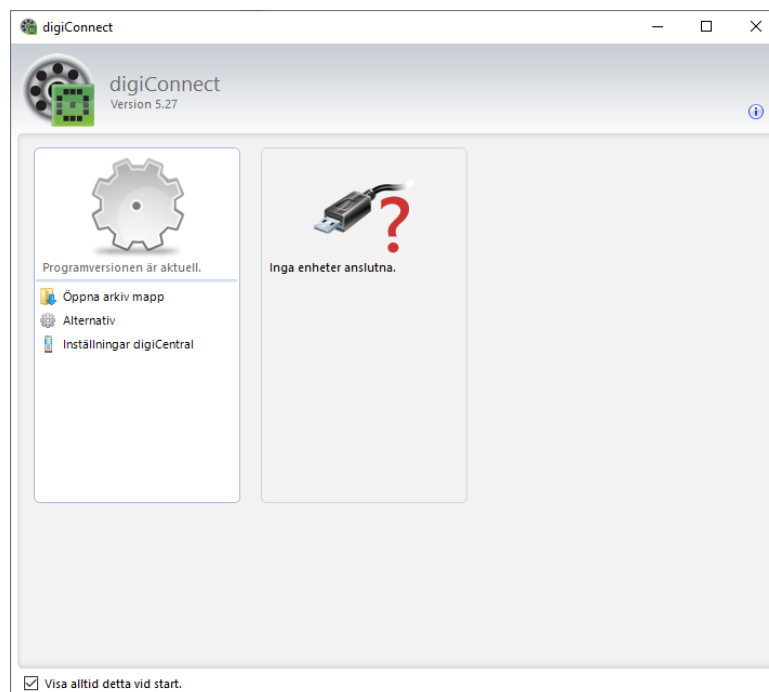 digiConnect
digiConnect
Version 5.27
Programversionen är aktuell.
Öppna arkiv mapp
Alternativ
Inställningar digiCentral
?
Inga enheter anslutna.
Visa alltid detta vid start.